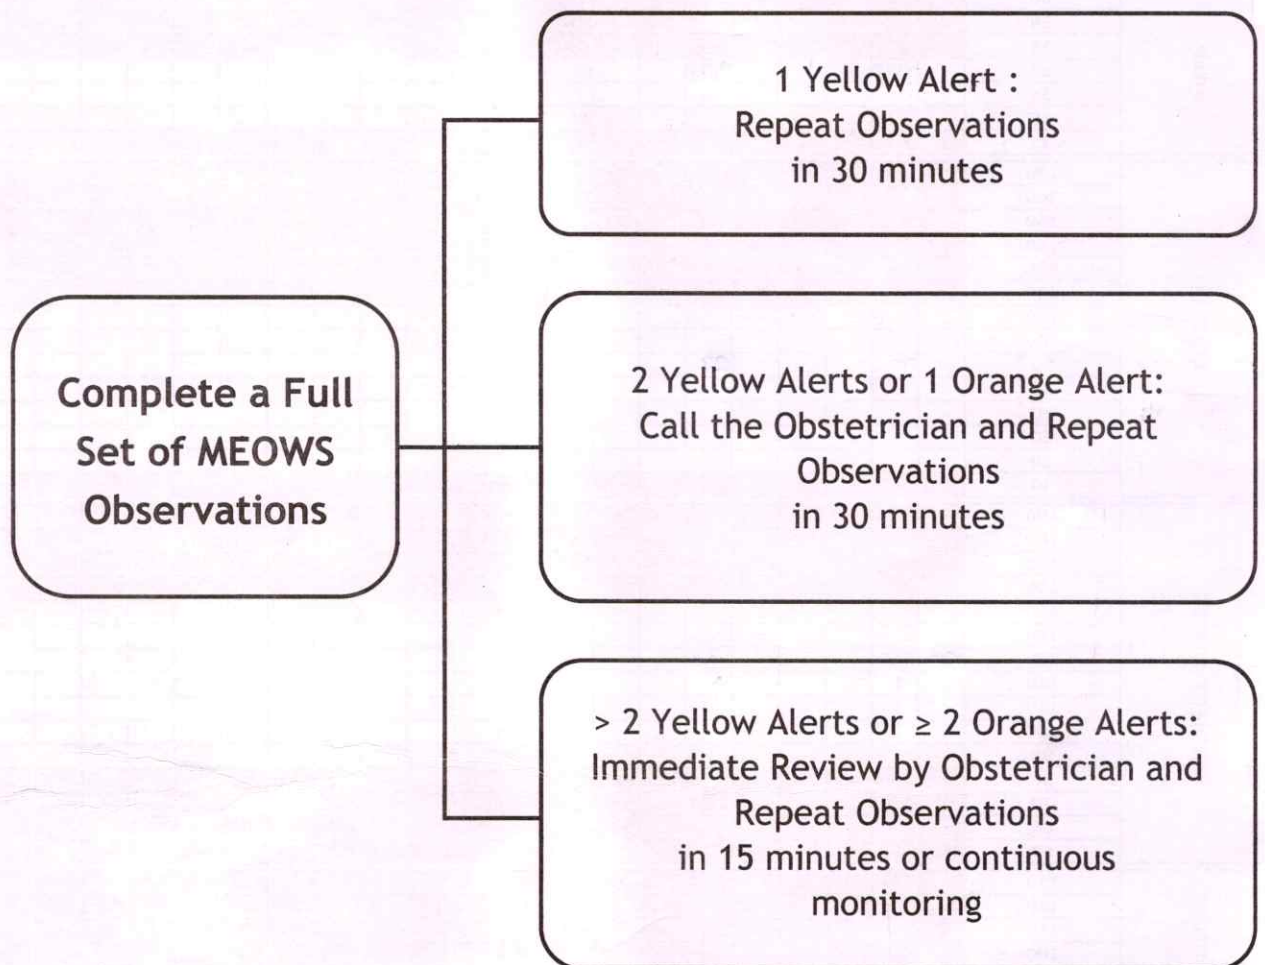 Complete a Full
Set of MEOWS
Observations
1 Yellow Alert :
Repeat Observations
in 30 minutes
2 Yellow Alerts or 1 Orange Alert:
Call the Obstetrician and Repeat
Observations
in 30 minutes
> 2 Yellow Alerts or ≥ 2 Orange Alerts:
Immediate Review by Obstetrician and
Repeat Observations
in 15 minutes or continuous
monitoring